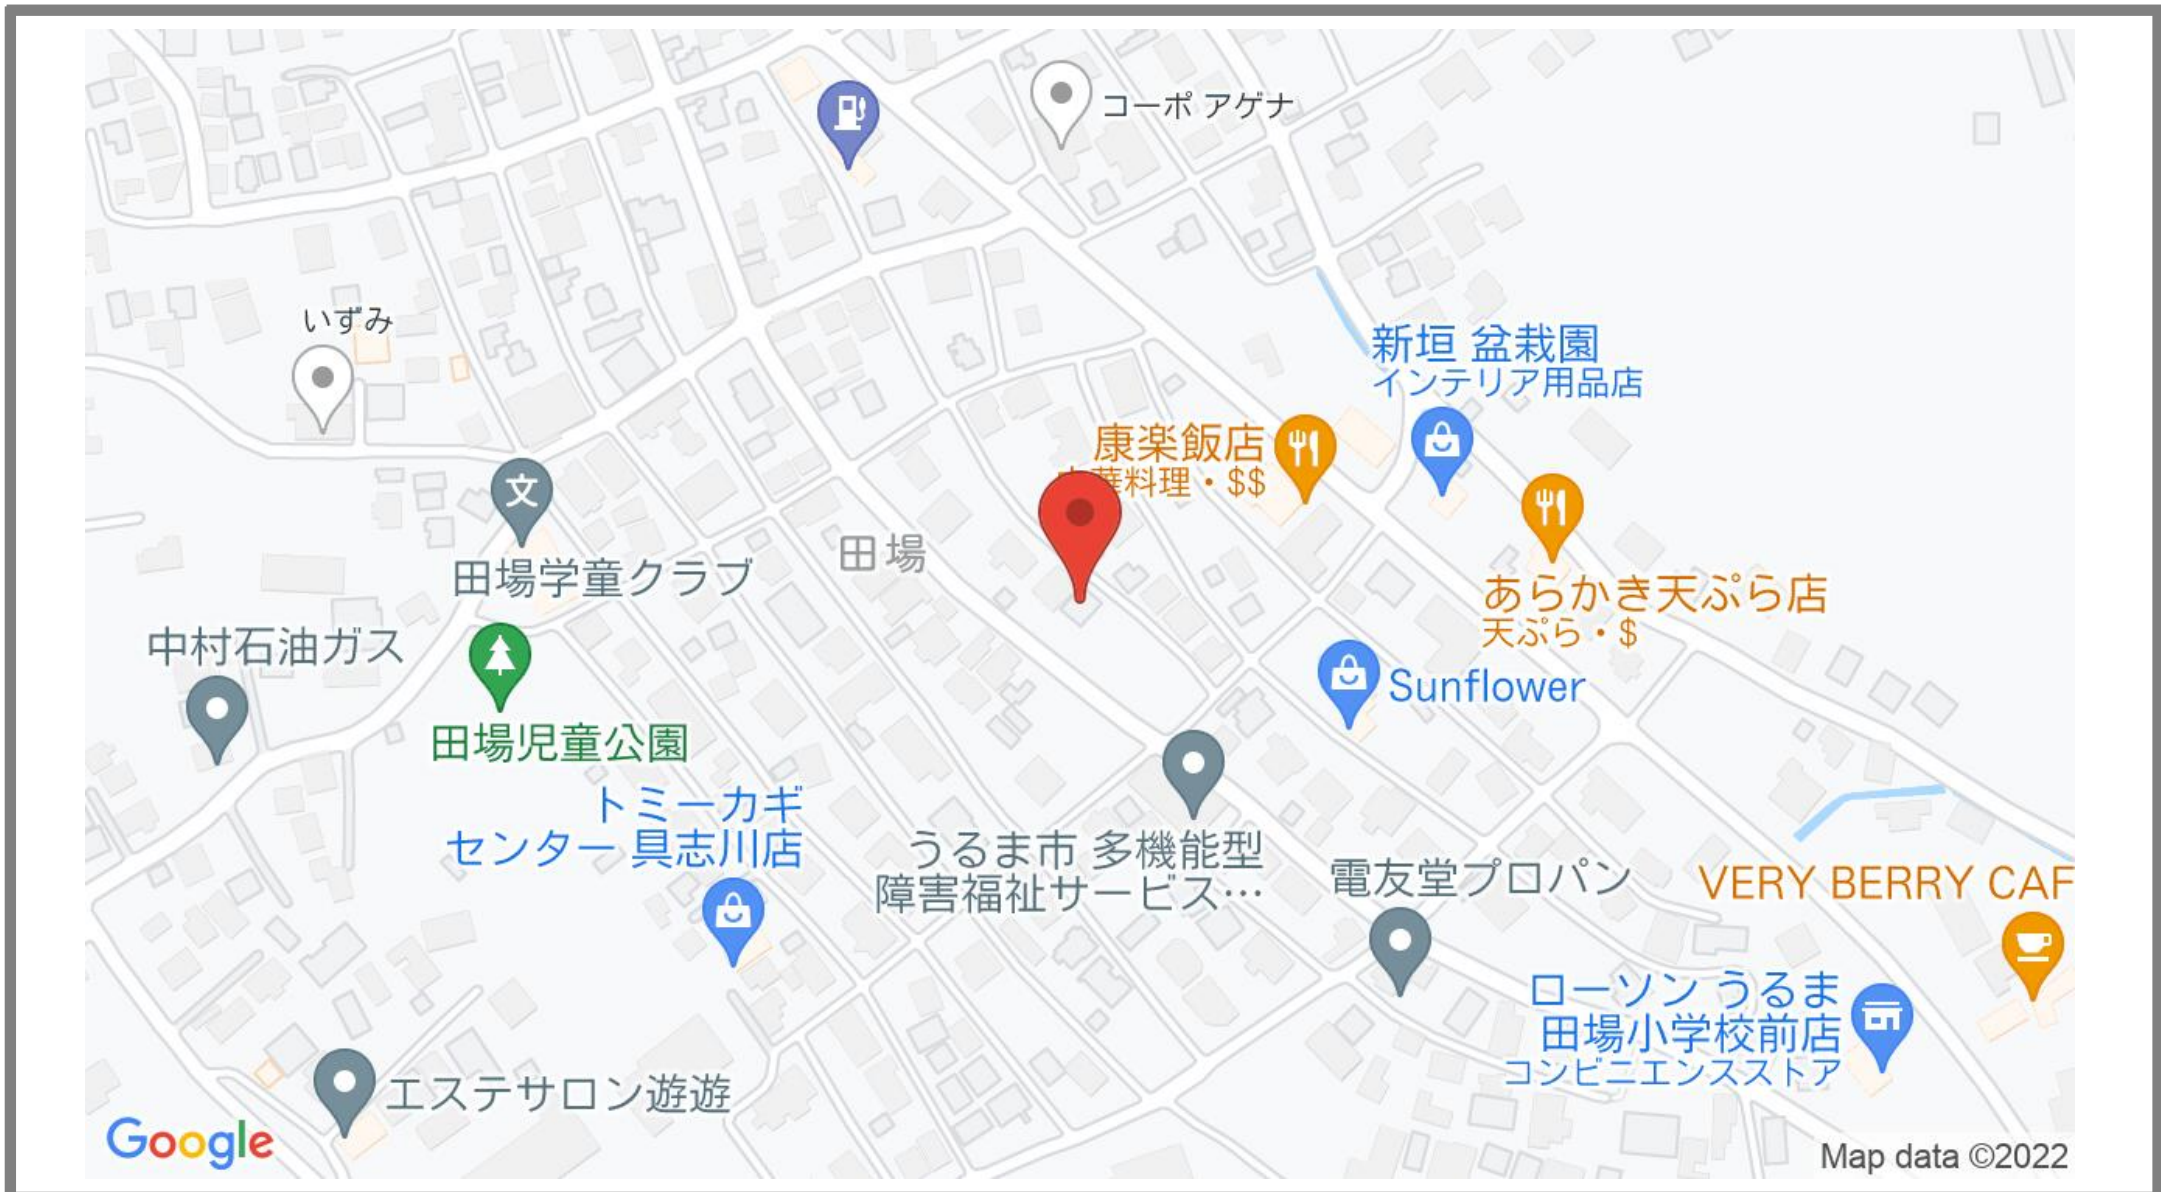 コーポ アゲナ
いずみ
新垣 盆栽園
インテリア用品店
康楽飯店
華料理・$$
文
田場学童クラブ
田場
あらかき天ぷら店
天ぷら・$
中村石油ガス
Sunflower
田場児童公園
トミーカギ
センター 具志川店
うるま市 多機能型
障害福祉サービス…
電友堂プロパン
VERY BERRY CAF
ローソン うるま
田場小学校前店
コンビニエンスストア
エステサロン遊遊
Google
Map data ©2022